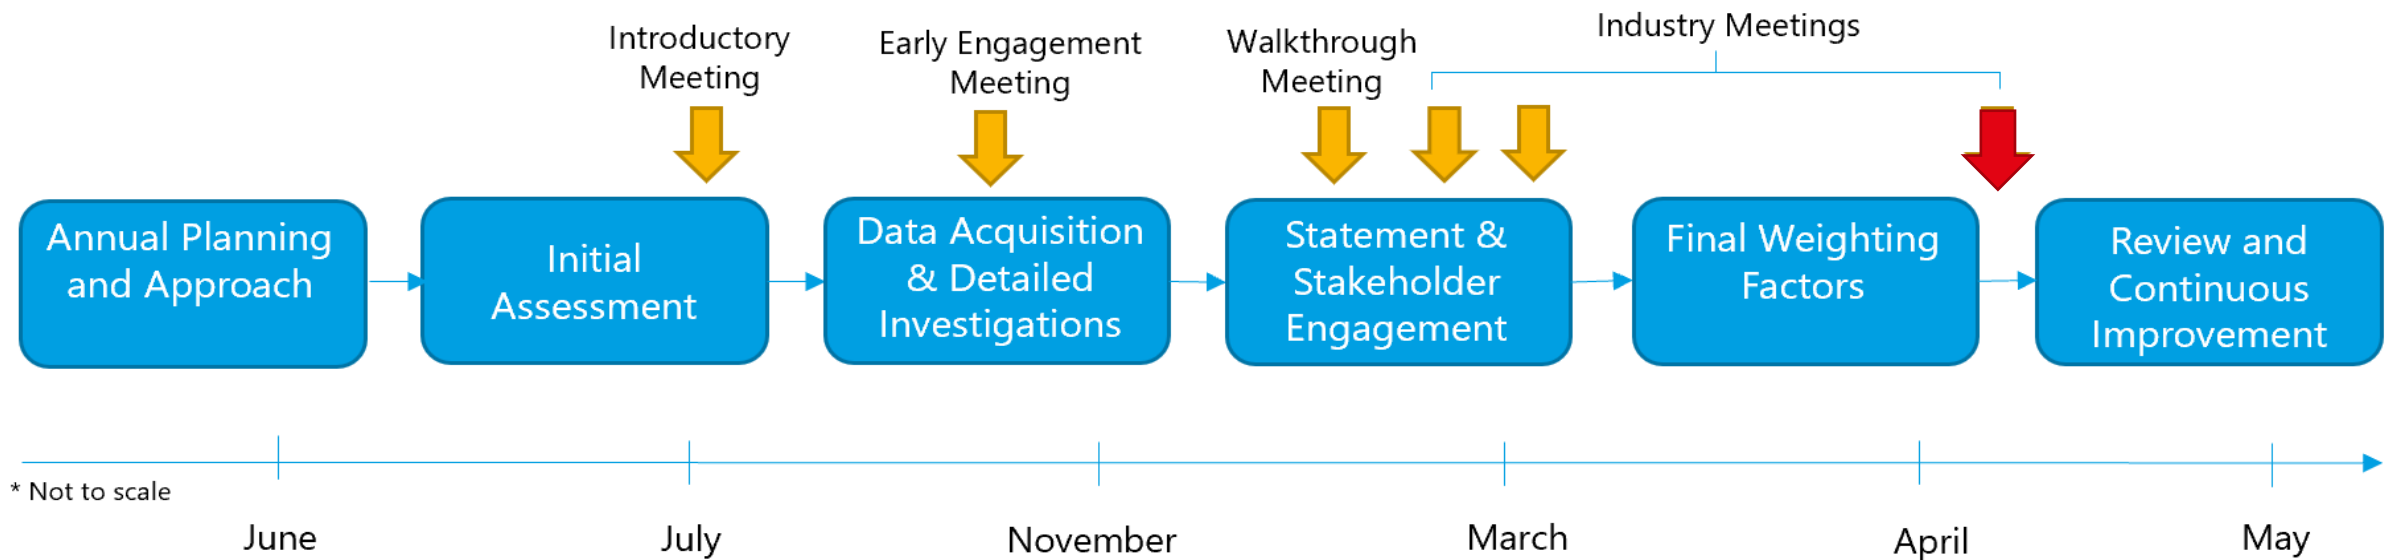 Introductory
Meeting
Early Engagement
Meeting
Walkthrough
Meeting
Industry Meetings
Annual Planning
and Approach
Initial
Assessment
Data Acquisition
& Detailed
Investigations
Statement &
Stakeholder
Engagement
Final Weighting
Factors
Review and
Continuous
Improvement
* Not to scale
June
July
November
March
April
May